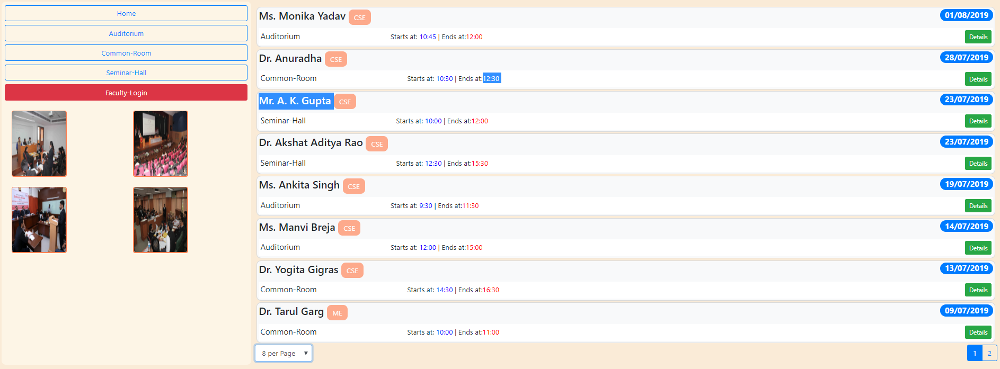 Home
Auditorium
Common-Room
Seminar-Hall
Faculty-Login
Ms. Monika Yadav CSE 01/08/2019
Auditorium Starts at: 10:45 | Ends at:12:00 Details
Dr. Anuradha CSE 28/07/2019
Common-Room Starts at: 10:30 | Ends at:12:30 Details
Mr. A. K. Gupta CSE 23/07/2019
Seminar-Hall Starts at: 10:00 | Ends at:12:00 Details
Dr. Akshat Aditya Rao CSE 23/07/2019
Seminar-Hall Starts at: 12:30 | Ends at:15:30 Details
Ms. Ankita Singh CSE 19/07/2019
Auditorium Starts at: 9:30 | Ends at:11:30 Details
Ms. Manvi Breja CSE 14/07/2019
Auditorium Starts at: 12:00 | Ends at:15:00 Details
Dr. Yogita Gigras CSE 13/07/2019
Common-Room Starts at: 14:30 | Ends at:16:30 Details
Dr. Tarul Garg ME 09/07/2019
Common-Room Starts at: 10:00 | Ends at:11:00 Details
8 per Page 1 2